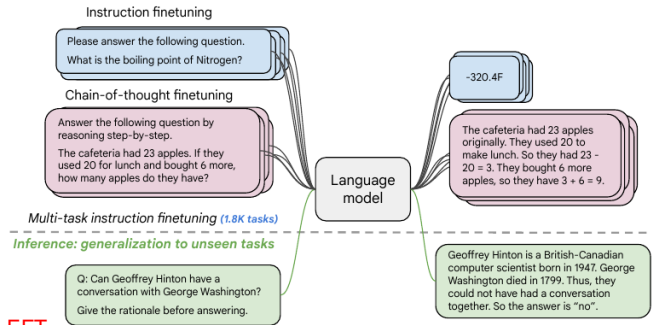 Instruction finetuning
Please answer the following question.
What is the boiling point of Nitrogen?
-320.4F
Chain-of-thought finetuning
Answer the following question by
reasoning step-by-step.
The cafeteria had 23 apples. If they
used 20 for lunch and bought 6 more,
how many apples do they have?
Language
model
The cafeteria had 23 apples
originally. They used 20 to
make lunch. So they had 23 -
20 = 3. They bought 6 more
apples, so they have 3 + 6 = 9.
Multi-task instruction finetuning (1.8K tasks)
Inference: generalization to unseen tasks
Q: Can Geoffrey Hinton have a
conversation with George Washington?
Give the rationale before answering.
Geoffrey Hinton is a British-Canadian
computer scientist born in 1947. George
Washington died in 1799. Thus, they
could not have had a conversation
together. So the answer is “no”.